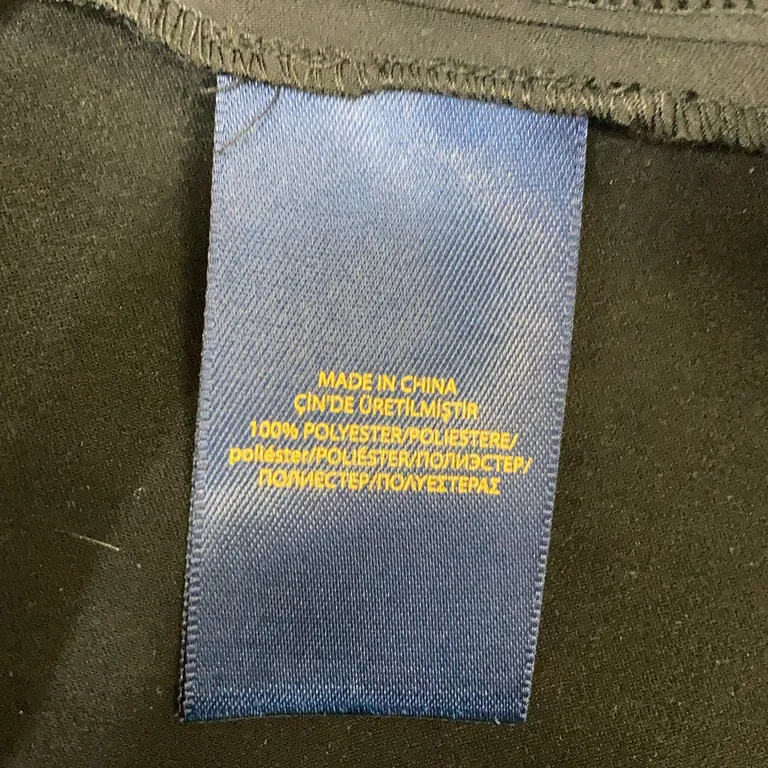 MADE IN CHINA
ÇİN'DE ÜRETİLMİŞTİR
100% POLYESTER/POLIESTERE/
poliéster/POLIÉSTER/ПОЛИЭСТЕР/
ПОЛИЕСТЕР/ΠΟΛΥΕΣΤΕΡΑΣ